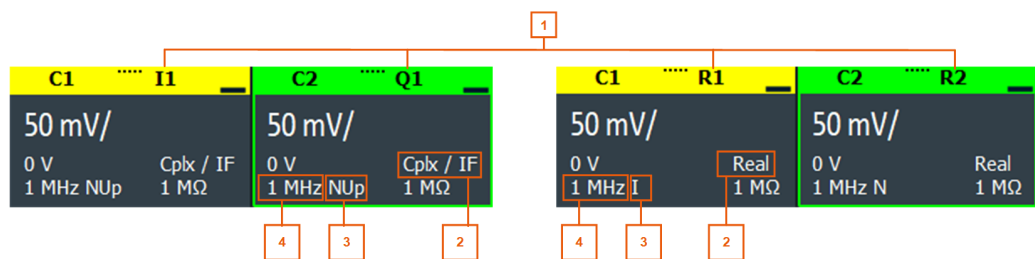 1
C1 I1 C2 Q1 C1 R1 C2 R2
50 mV/ 50 mV/ 50 mV/ 50 mV/
0 V Cplx / IF 0 V Cplx / IF 0 V Real 0 V Real
1 MHz NUp 1 MΩ 1 MHz NUp 1 MΩ 1 MHz I 1 MΩ 1 MHz N 1 MΩ
4 3 2 4 3 2